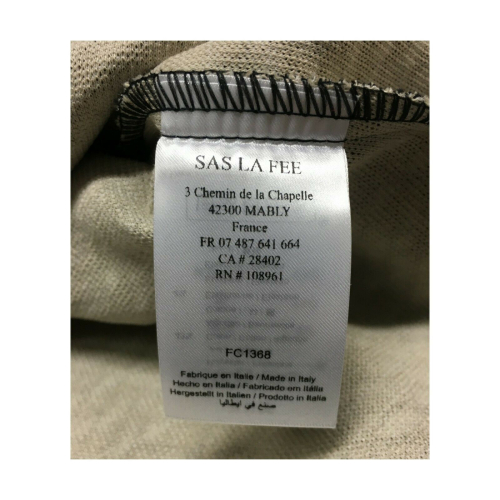 SAS LA FEE
3 Chemin de la Chapelle
42300 MABLY
France
FR 07 487 641 664
CA # 28402
RN # 108961
FC1368
Fabrique en Italie / Made in Italy
Hecho en Italia / Fabricado em Itália
Hergestellt in Italien / Prodotto in Italia
صنع في ايطاليا